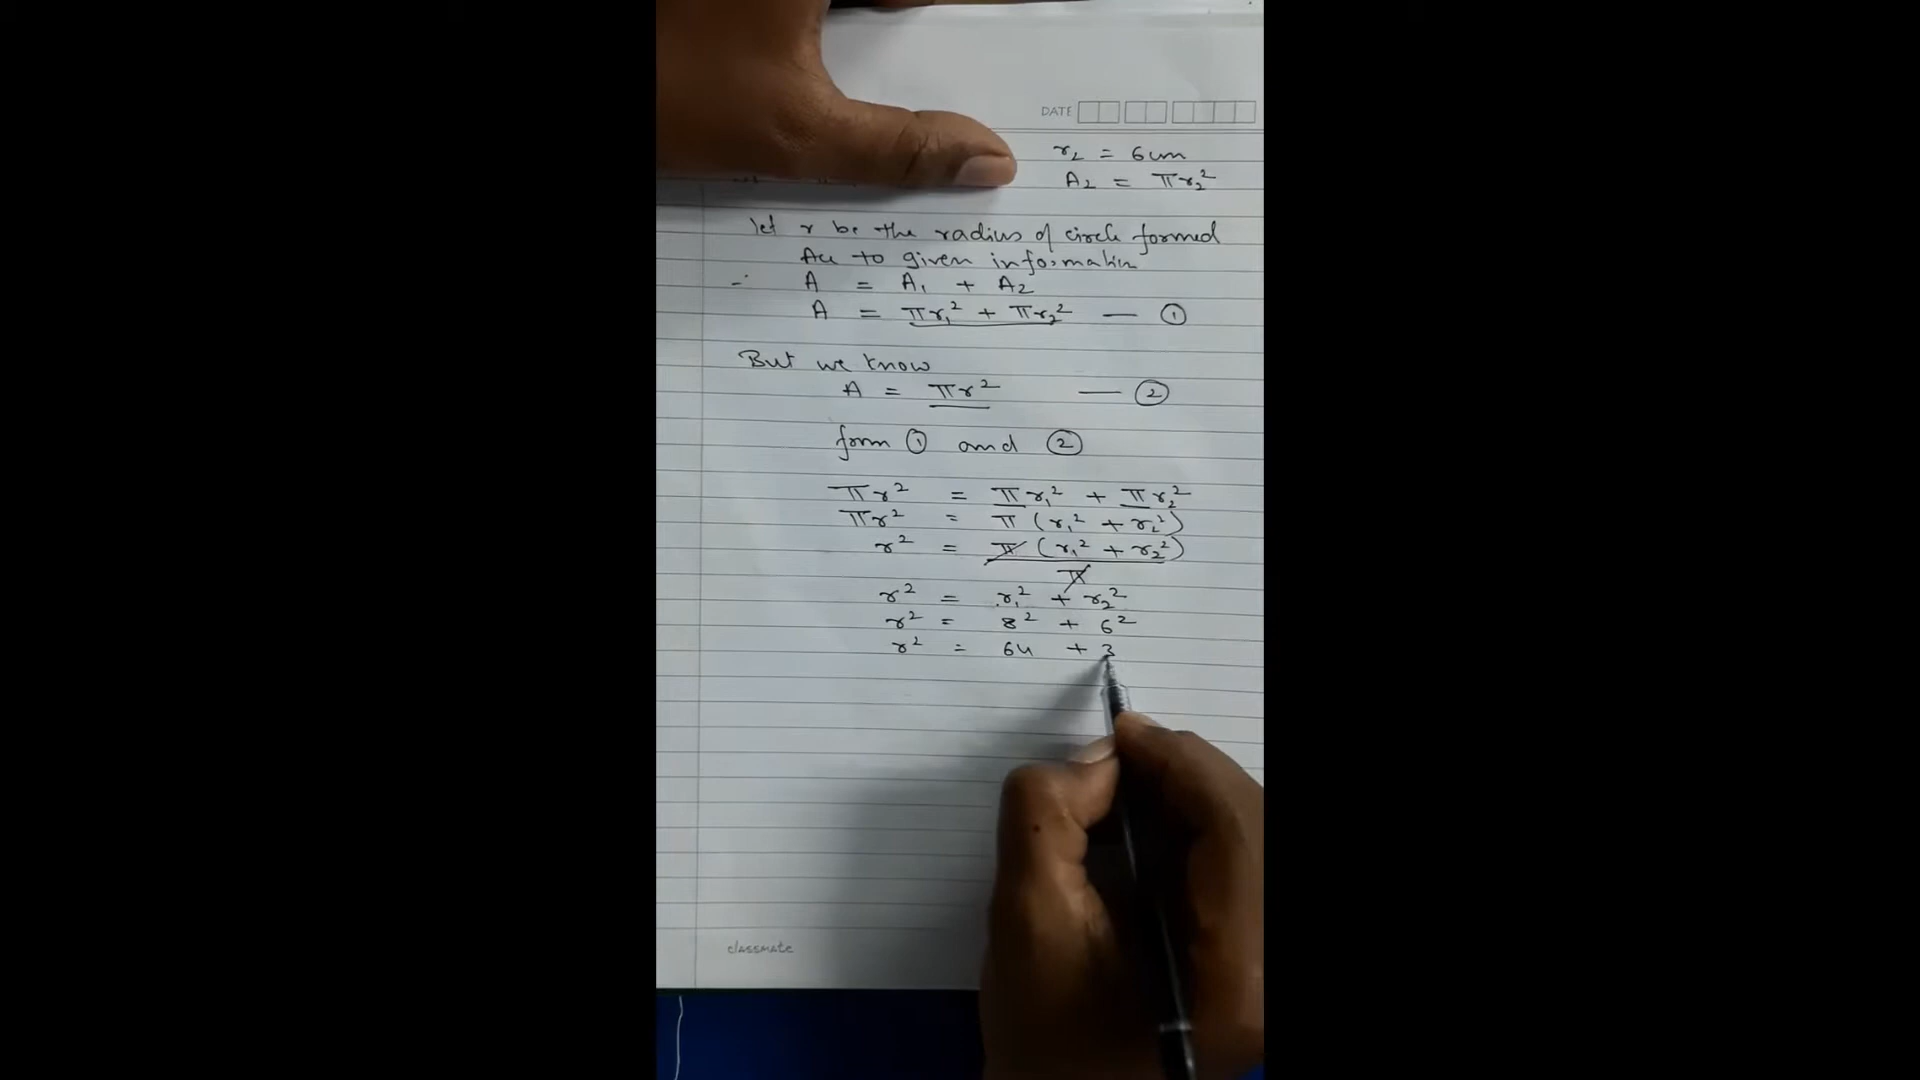 DATE
r₂ = 6cm
A₂ = πr₂²
let r be the radius of circle formed
Acc to given information
∴ A = A₁ + A₂
A = πr₁² + πr₂² — ①
But we know
A = πr² — ②
form ① and ②
πr² = πr₁² + πr₂²
πr² = π (r₁² + r₂²)
r² = π (r₁² + r₂²)
π
r² = r₁² + r₂²
r² = 8² + 6²
r² = 64 + 3
classmate